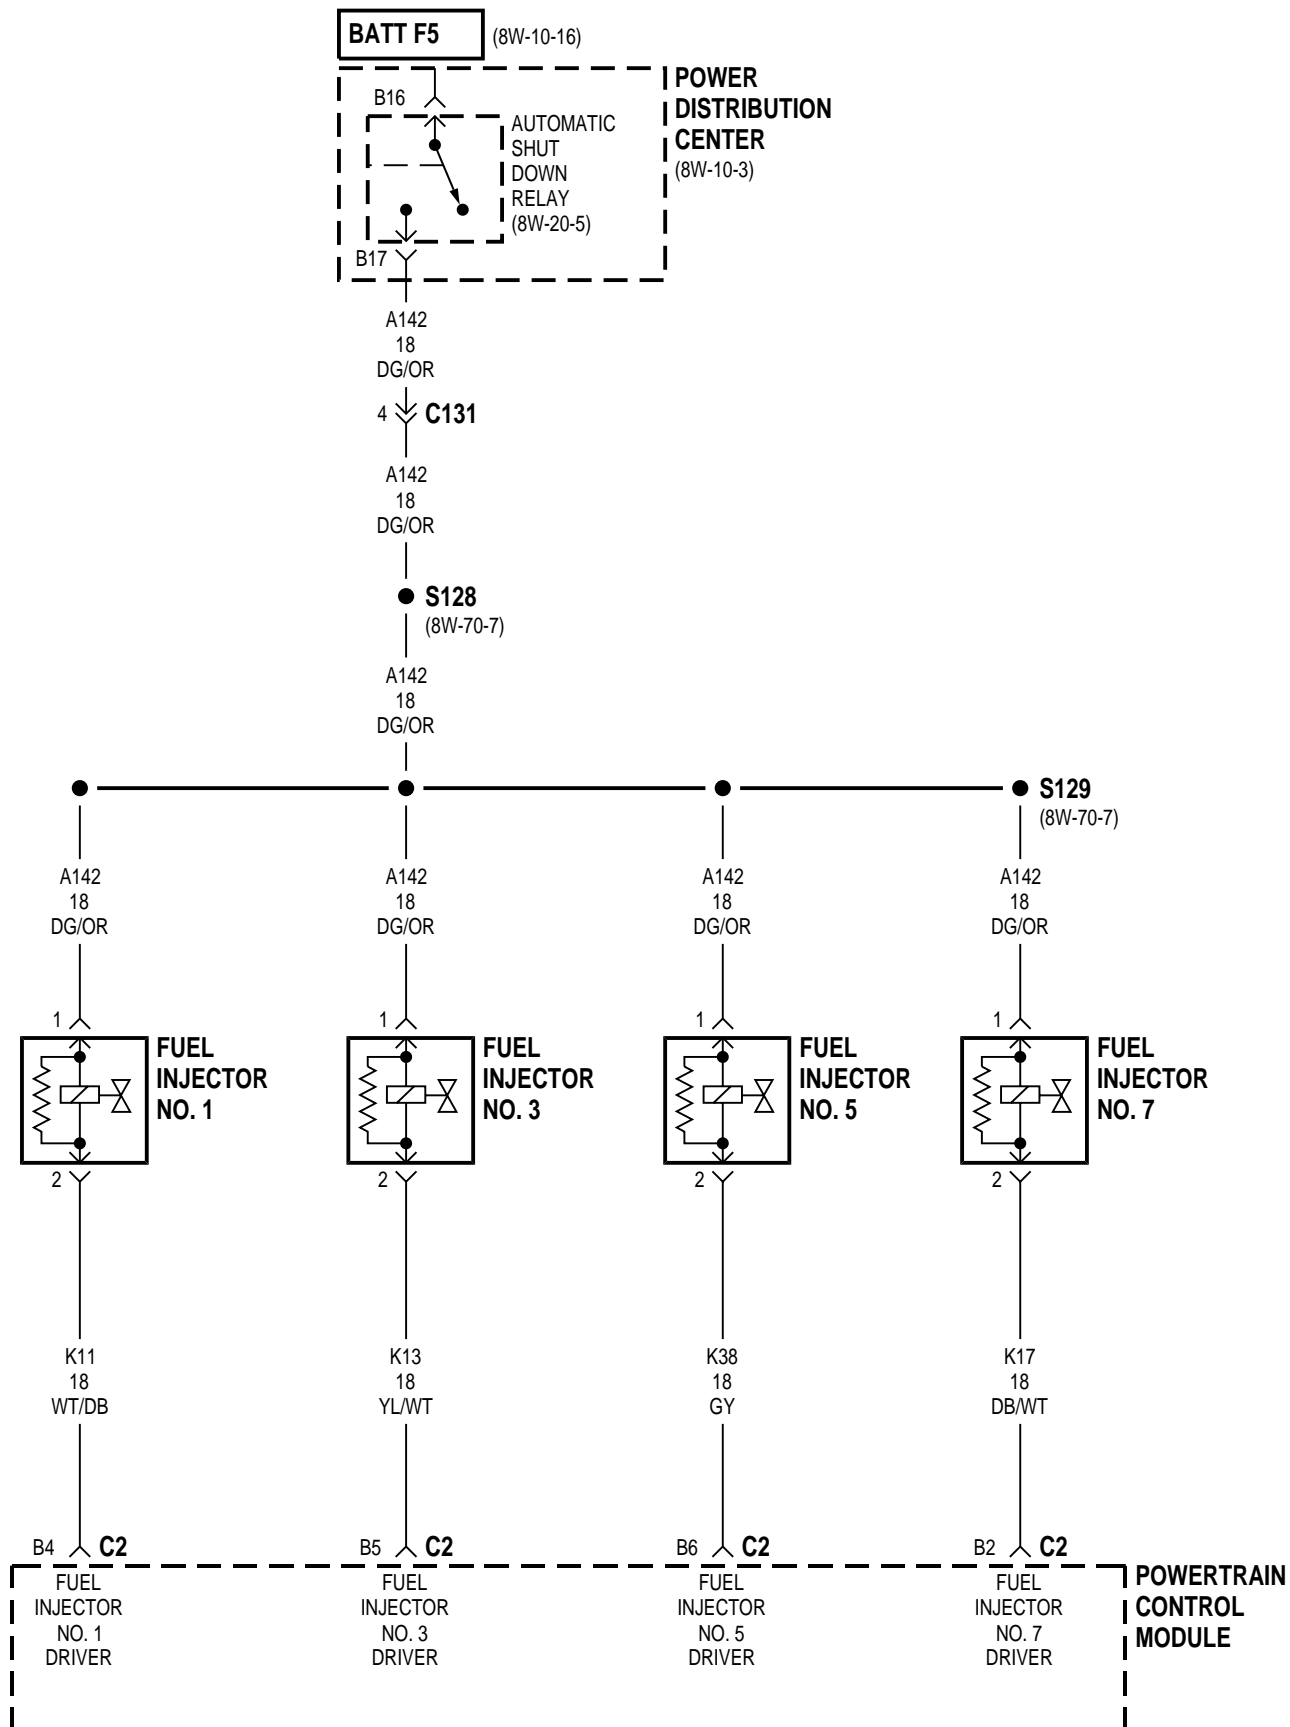 BATT F5 (8W-10-16)
POWER
DISTRIBUTION
CENTER
(8W-10-3)
B16
AUTOMATIC
SHUT
DOWN
RELAY
(8W-20-5)
B17
A142
18
DG/OR
4 C131
A142
18
DG/OR
S128
(8W-70-7)
A142
18
DG/OR
S129
(8W-70-7)
A142 A142 A142 A142
18 18 18 18
DG/OR DG/OR DG/OR DG/OR
1 1 1 1
FUEL FUEL FUEL FUEL
INJECTOR INJECTOR INJECTOR INJECTOR
NO. 1 NO. 3 NO. 5 NO. 7
2 2 2 2
K11 K13 K38 K17
18 18 18 18
WT/DB YL/WT GY DB/WT
B4 C2 B5 C2 B6 C2 B2 C2
FUEL FUEL FUEL FUEL
INJECTOR INJECTOR INJECTOR INJECTOR
NO. 1 NO. 3 NO. 5 NO. 7
DRIVER DRIVER DRIVER DRIVER
POWERTRAIN
CONTROL
MODULE